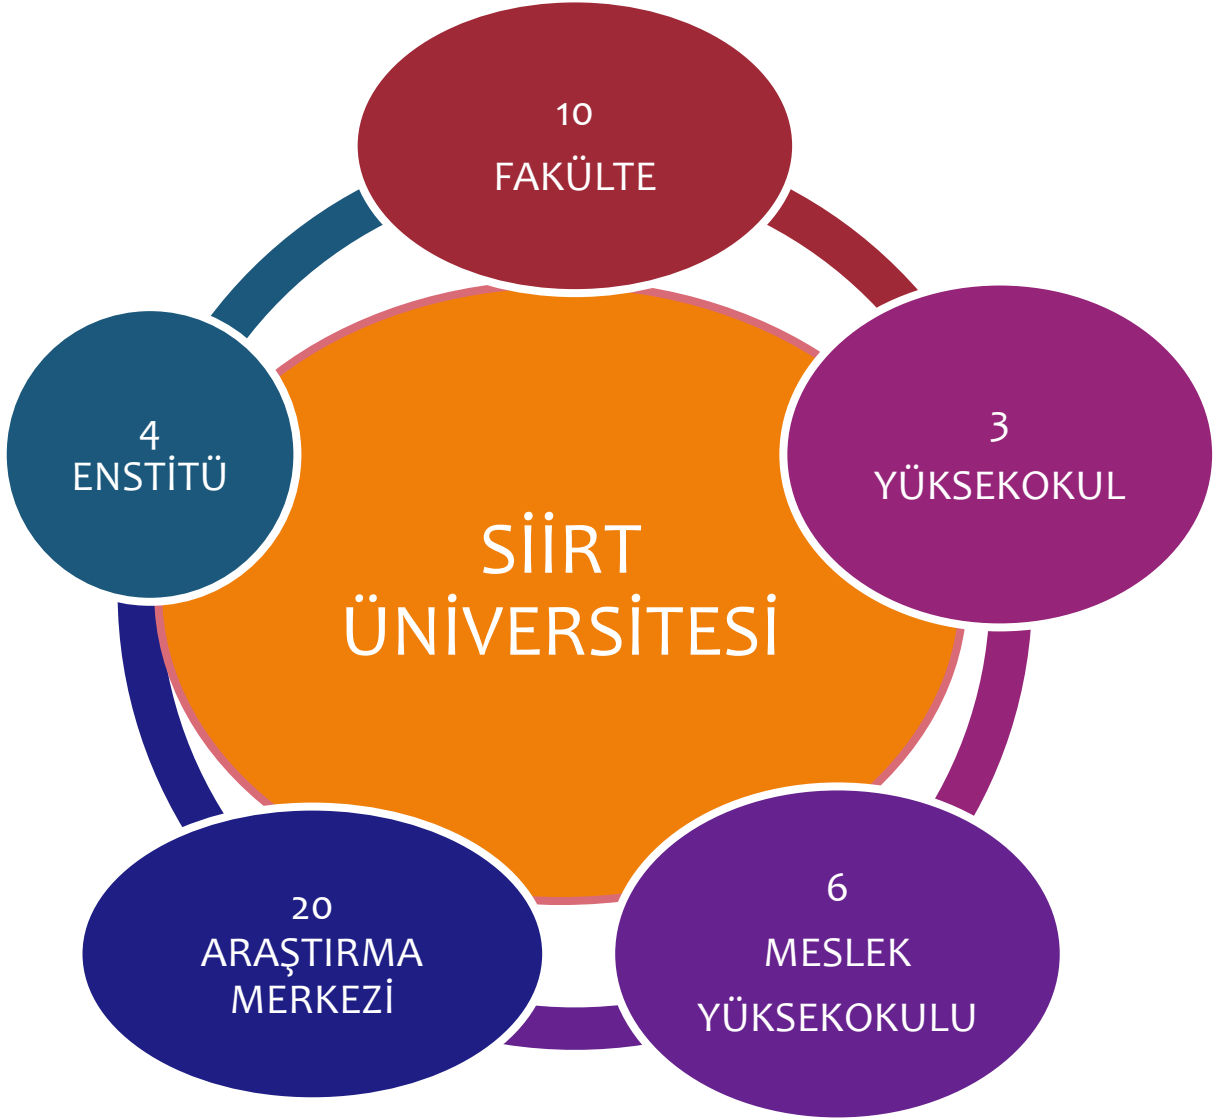 10
FAKÜLTE
4
ENSTİTÜ
3
YÜKSEKOKUL
SİİRT
ÜNİVERSİTESİ
20
ARAŞTIRMA
MERKEZİ
6
MESLEK
YÜKSEKOKULU